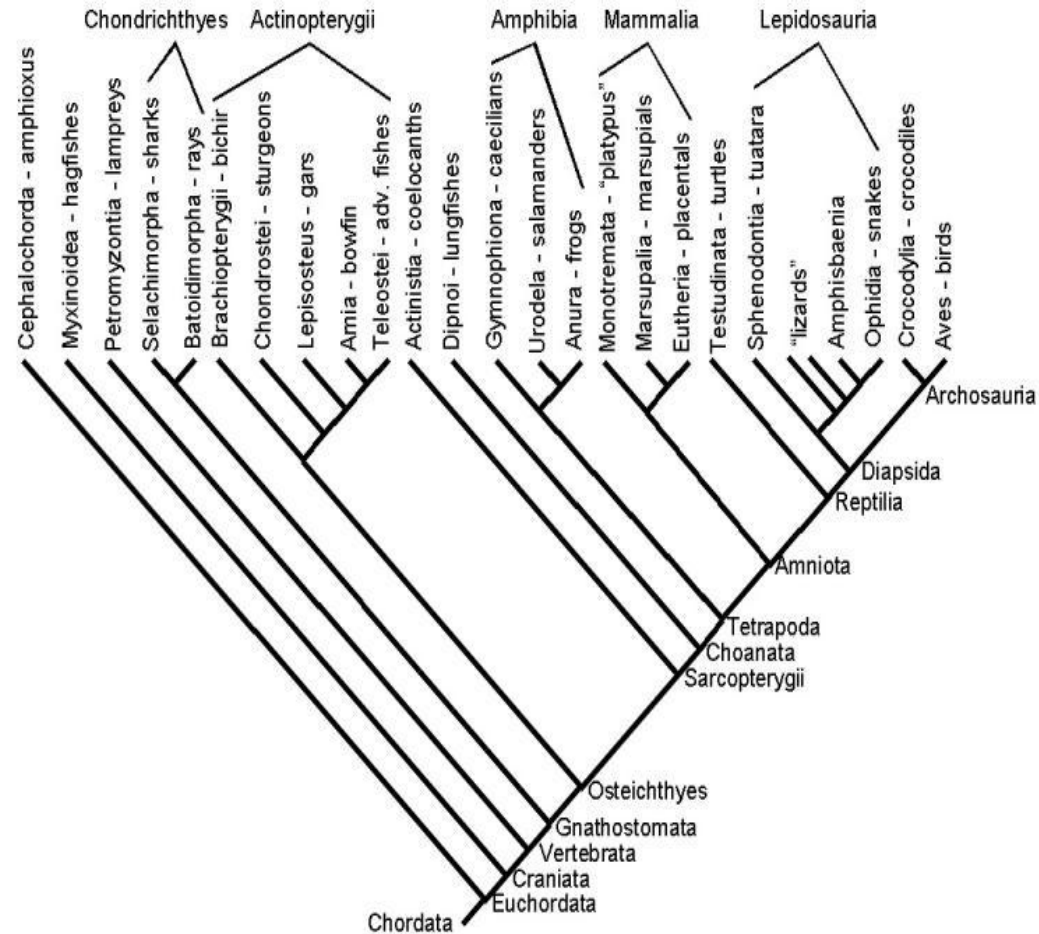 Chondrichthyes
Actinopterygii
Amphibia
Mammalia
Lepidosauria
Cephalochorda - amphioxus
Myxinoidea - hagfishes
Petromyzontia - lampreys
Selachimorpha - sharks
Batoidimorpha - rays
Brachiopterygii - bichir
Chondrostei - sturgeons
Lepisosteus - gars
Amia - bowfin
Teleostei - adv. fishes
Actinistia - coelocanths
Dipnoi - lungfishes
Gymnophiona - caecilians
Urodela - salamanders
Anura - frogs
Monotremata - "platypus"
Marsupalia - marsupials
Eutheria - placentals
Testudinata - turtles
Sphenodontia - tuatara
"lizards"
Amphisbaenia
Ophidia - snakes
Crocodylia - crocodiles
Aves - birds
Archosauria
Diapsida
Reptilia
Amniota
Tetrapoda
Choanata
Sarcopterygii
Osteichthyes
Gnathostomata
Vertebrata
Craniata
Euchordata
Chordata